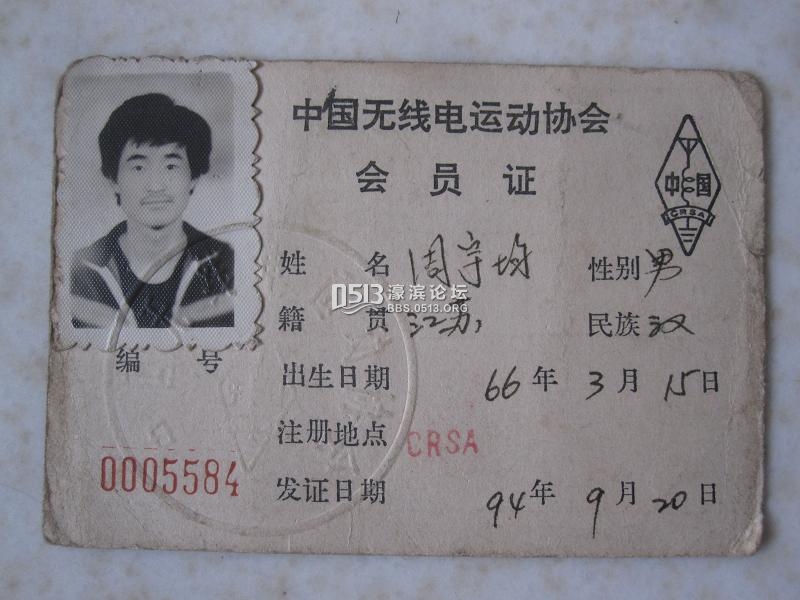 中国无线电运动协会
会员证
中国
CRSA
姓名 周宇均 性别 男
0513濠滨论坛
BBS.0513.ORG
籍贯 江苏 民族 汉
编号
出生日期 66年3月15日
注册地点 CRSA
0005584
发证日期 94年9月20日